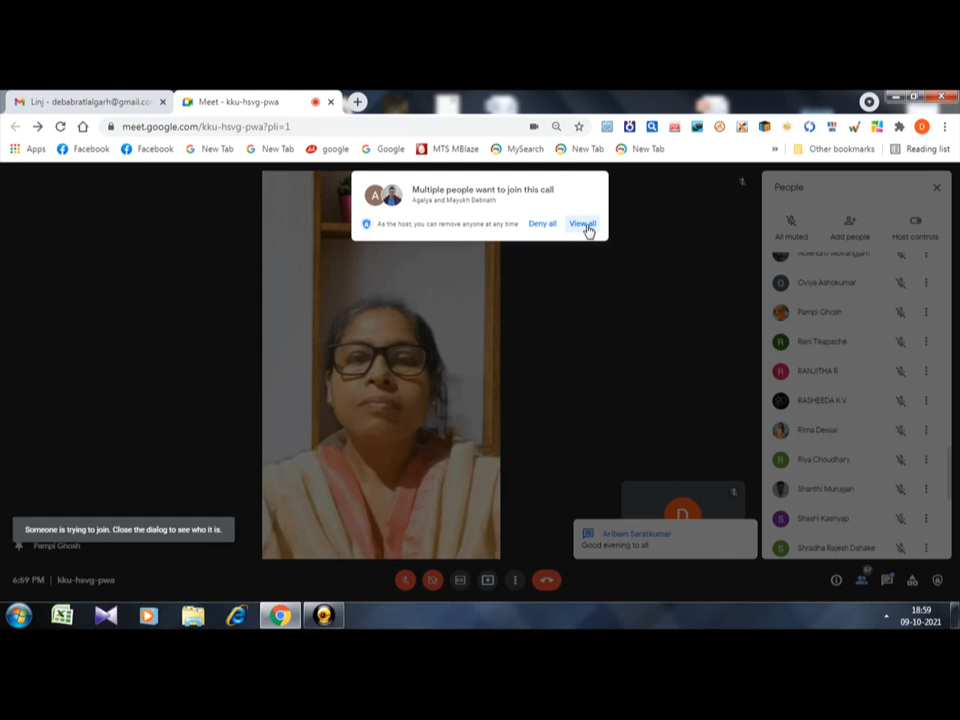 Linj - debabratlalgarh@gmail.co
Meet - kku-hsvg-pwa
meet.google.com/kku-hsvg-pwa?pli=1
Apps
Facebook
Facebook
New Tab
New Tab
google
Google
MTS MBlaze
MySearch
New Tab
New Tab
»
Other bookmarks
Reading list
Multiple people want to join this call
Agalya and Mayukh Debnath
As the host, you can remove anyone at any time
Deny all
View all
People
All muted
Add people
Host controls
Oviya Ashokumar
Pampi Ghosh
Rani Tikapache
RANJITHA R
RASHEEDA K V
Rima Dessai
Riya Choudhary
Shanthi Murugan
Shashi Kashyap
Shradha Rajesh Dahake
Someone is trying to join. Close the dialog to see who it is.
Pampi Ghosh
Aribam Saratkumar
Good evening to all
6:59 PM | kku-hsvg-pwa
18:59
09-10-2021